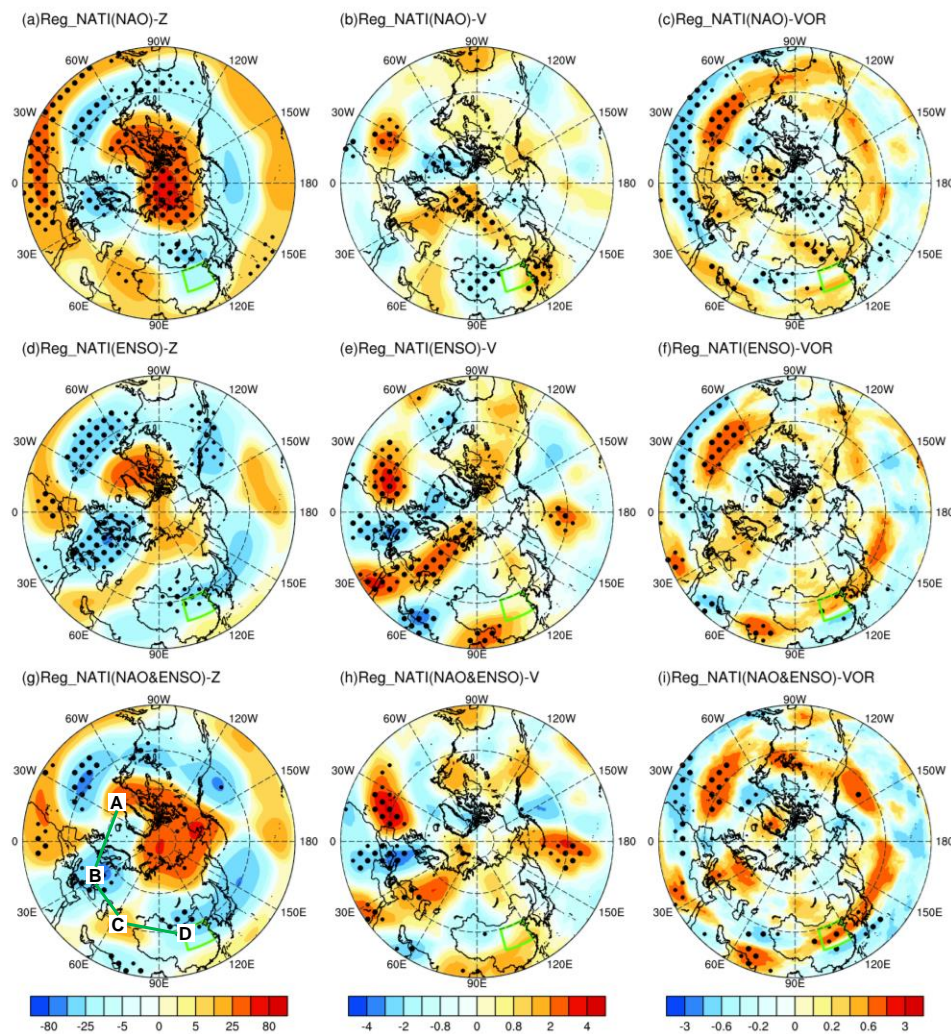 (a)Reg_NATI(NAO)-Z
(b)Reg_NATI(NAO)-V
(c)Reg_NATI(NAO)-VOR
90W 60W 120W 30W 150W 0 180 30E 150E 60E 120E 90E
90W 60W 120W 30W 150W 0 180 30E 150E 60E 120E 90E
90W 60W 120W 30W 150W 0 180 30E 150E 60E 120E 90E
(d)Reg_NATI(ENSO)-Z
(e)Reg_NATI(ENSO)-V
(f)Reg_NATI(ENSO)-VOR
90W 60W 120W 30W 150W 0 180 30E 150E 60E 120E 90E
90W 60W 120W 30W 150W 0 180 30E 150E 60E 120E 90E
90W 60W 120W 30W 150W 0 180 30E 150E 60E 120E 90E
(g)Reg_NATI(NAO&ENSO)-Z
(h)Reg_NATI(NAO&ENSO)-V
(i)Reg_NATI(NAO&ENSO)-VOR
90W 60W 120W 30W 150W A 0 180 B C D 30E 150E 60E 120E 90E
90W 60W 120W 30W 150W 0 180 30E 150E 60E 120E 90E
90W 60W 120W 30W 150W 0 180 30E 150E 60E 120E 90E
-80 -25 -5 0 5 25 80
-4 -2 -0.8 0 0.8 2 4
-3 -0.6 0 0.6 3